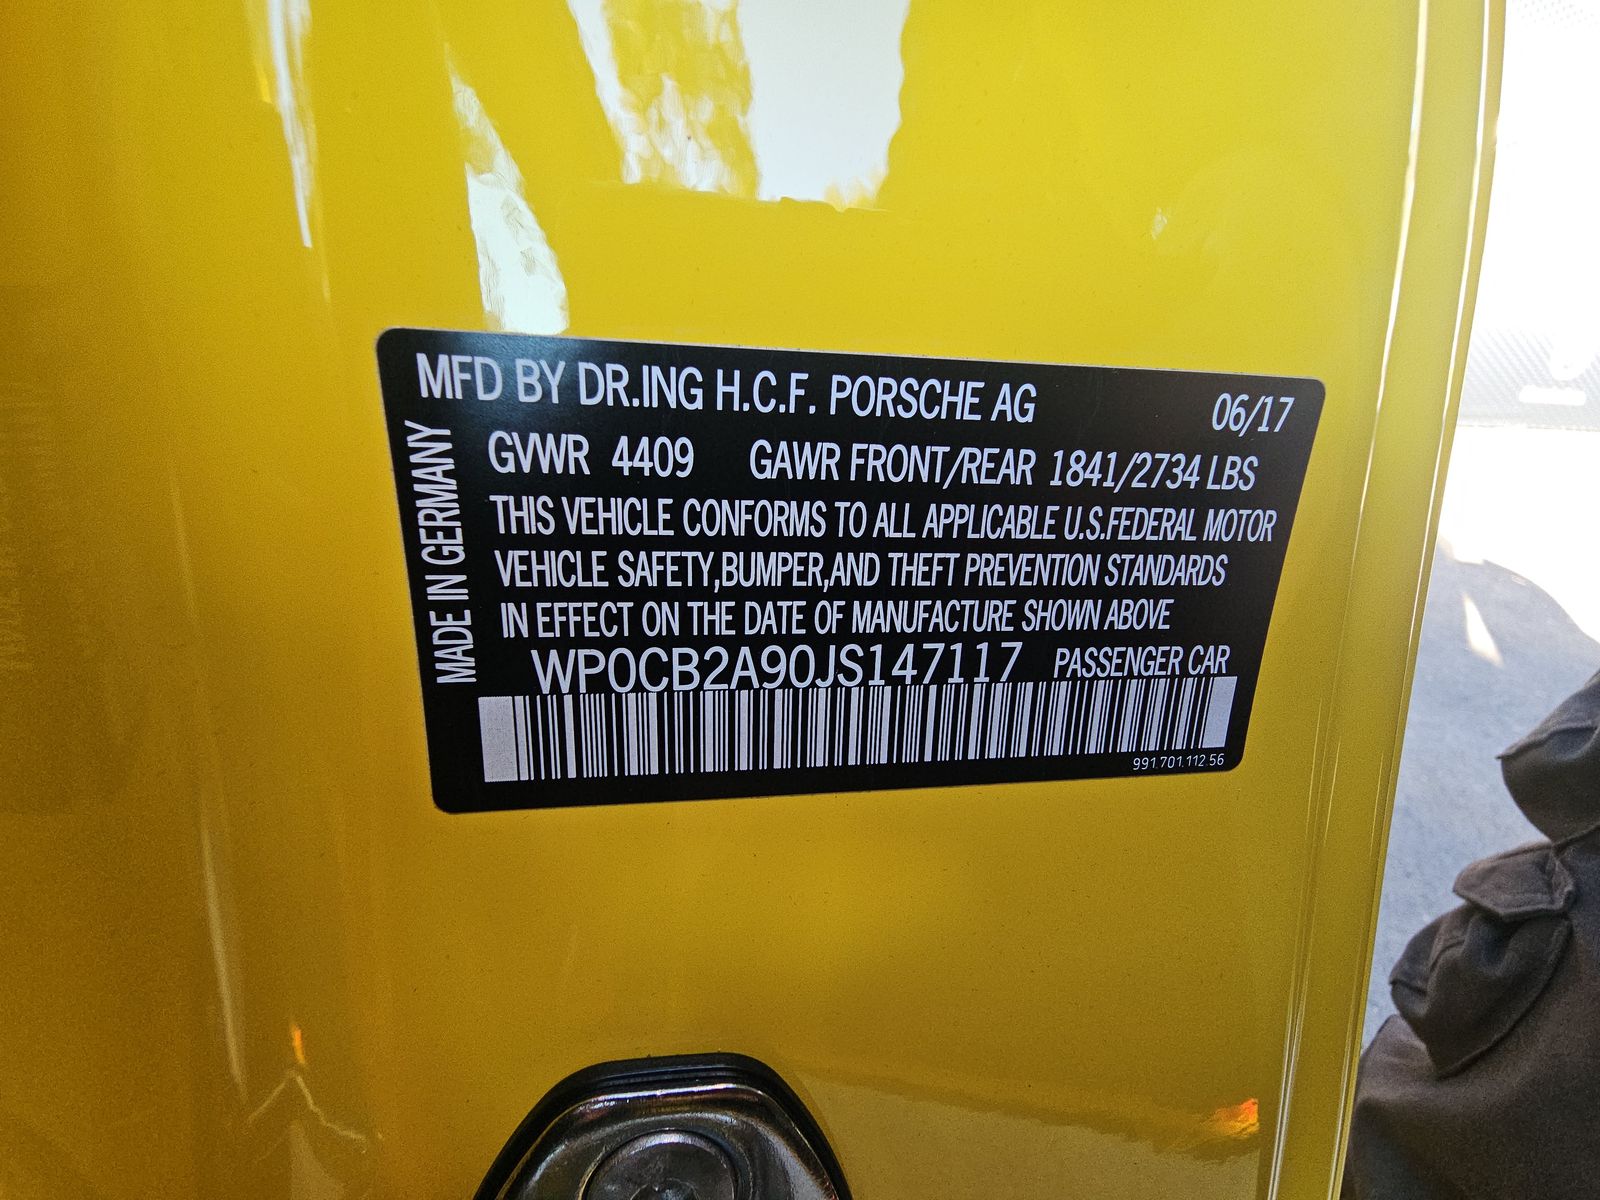 MFD BY DR.ING H.C.F. PORSCHE AG 06/17
GVWR 4409 GAWR FRONT/REAR 1841/2734 LBS
THIS VEHICLE CONFORMS TO ALL APPLICABLE U.S.FEDERAL MOTOR
VEHICLE SAFETY,BUMPER,AND THEFT PREVENTION STANDARDS
IN EFFECT ON THE DATE OF MANUFACTURE SHOWN ABOVE
WP0CB2A90JS147117 PASSENGER CAR
991.701.112.56
MADE IN GERMANY